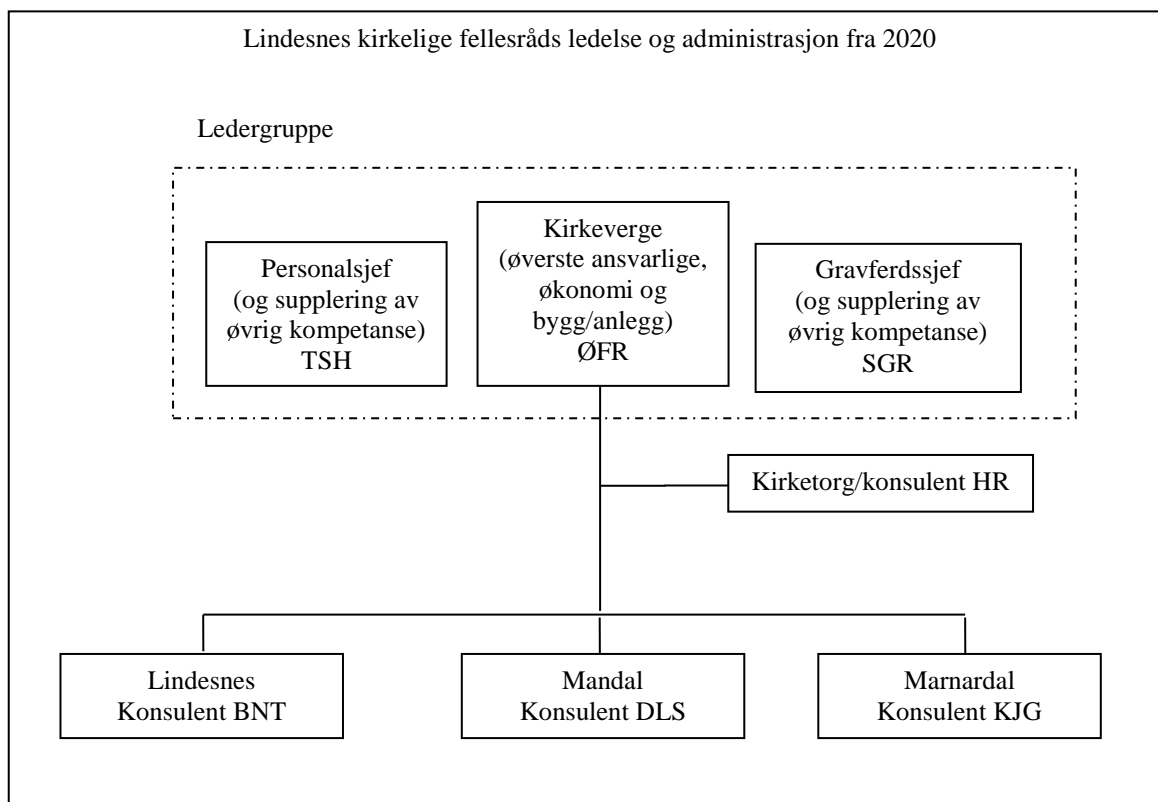 Lindesnes kirkelige fellesråds ledelse og administrasjon fra 2020
Ledergruppe
Personalsjef
(og supplering av
øvrig kompetanse)
TSH
Kirkeverge
(øverste ansvarlige,
økonomi og
bygg/anlegg)
ØFR
Gravferdssjef
(og supplering av
øvrig kompetanse)
SGR
Kirketorg/konsulent HR
Lindesnes
Konsulent BNT
Mandal
Konsulent DLS
Marnardal
Konsulent KJG